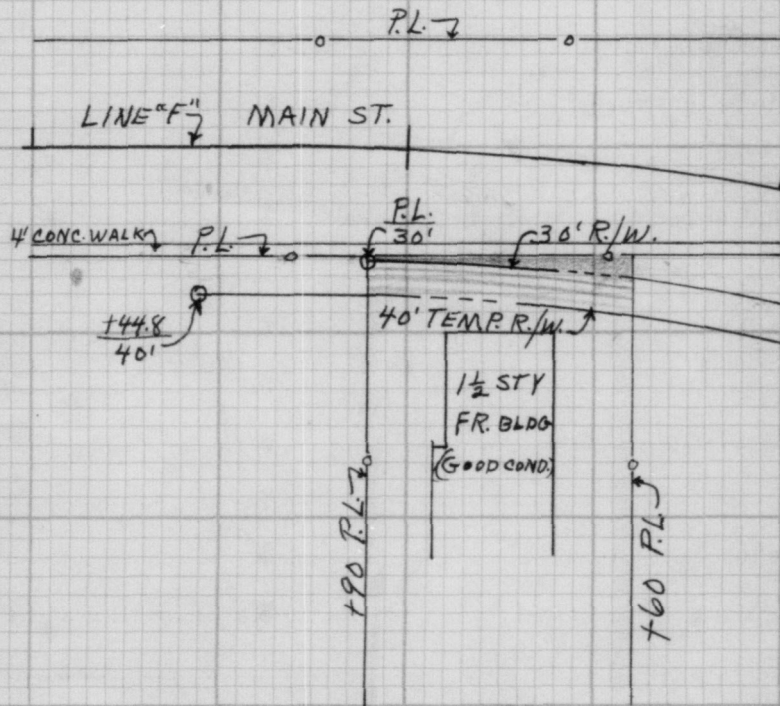 P.L.
LINE "F" MAIN ST.
4' CONC. WALK
P.L.
P.L.
30'
30' R/W.
+44.8
40'
40' TEMP. R/W.
1½ STY
FR. BLDG
(GOOD COND.)
+90 P.L.
+60 P.L.